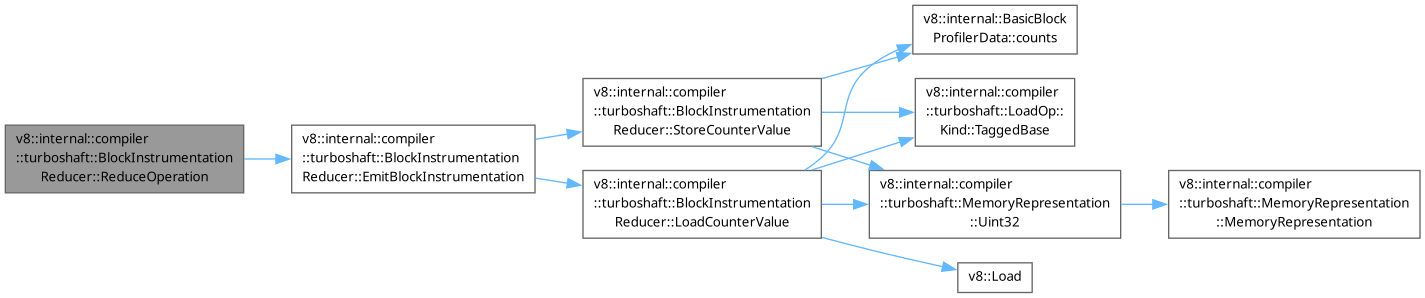 v8::internal::compiler
::turboshaft::BlockInstrumentation
Reducer::ReduceOperation
v8::internal::compiler
::turboshaft::BlockInstrumentation
Reducer::EmitBlockInstrumentation
v8::internal::compiler
::turboshaft::BlockInstrumentation
Reducer::StoreCounterValue
v8::internal::compiler
::turboshaft::BlockInstrumentation
Reducer::LoadCounterValue
v8::internal::BasicBlock
ProfilerData::counts
v8::internal::compiler
::turboshaft::LoadOp::
Kind::TaggedBase
v8::internal::compiler
::turboshaft::MemoryRepresentation
::Uint32
v8::Load
v8::internal::compiler
::turboshaft::MemoryRepresentation
::MemoryRepresentation